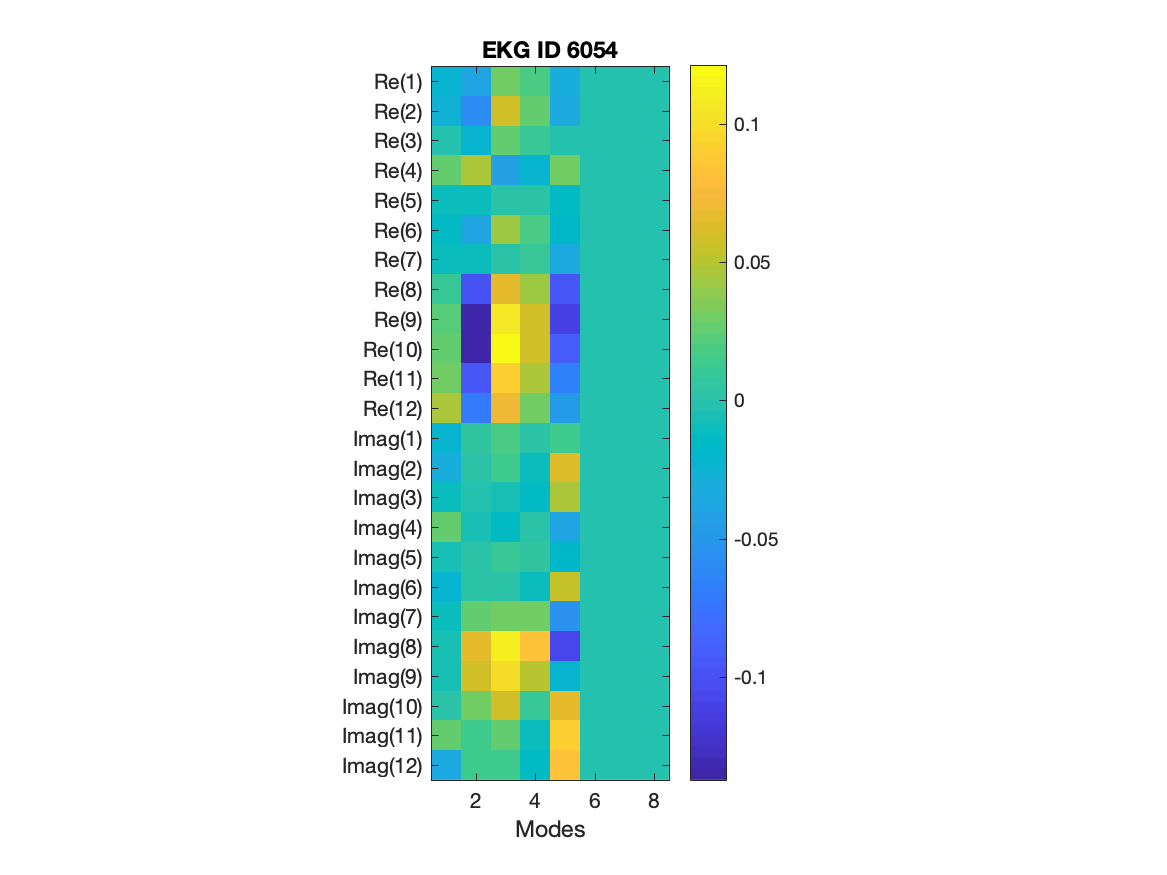 EKG ID 6054
Re(1)
Re(2)
Re(3)
Re(4)
Re(5)
Re(6)
Re(7)
Re(8)
Re(9)
Re(10)
Re(11)
Re(12)
Imag(1)
Imag(2)
Imag(3)
Imag(4)
Imag(5)
Imag(6)
Imag(7)
Imag(8)
Imag(9)
Imag(10)
Imag(11)
Imag(12)
2 4 6 8
Modes
0.1
0.05
0
-0.05
-0.1